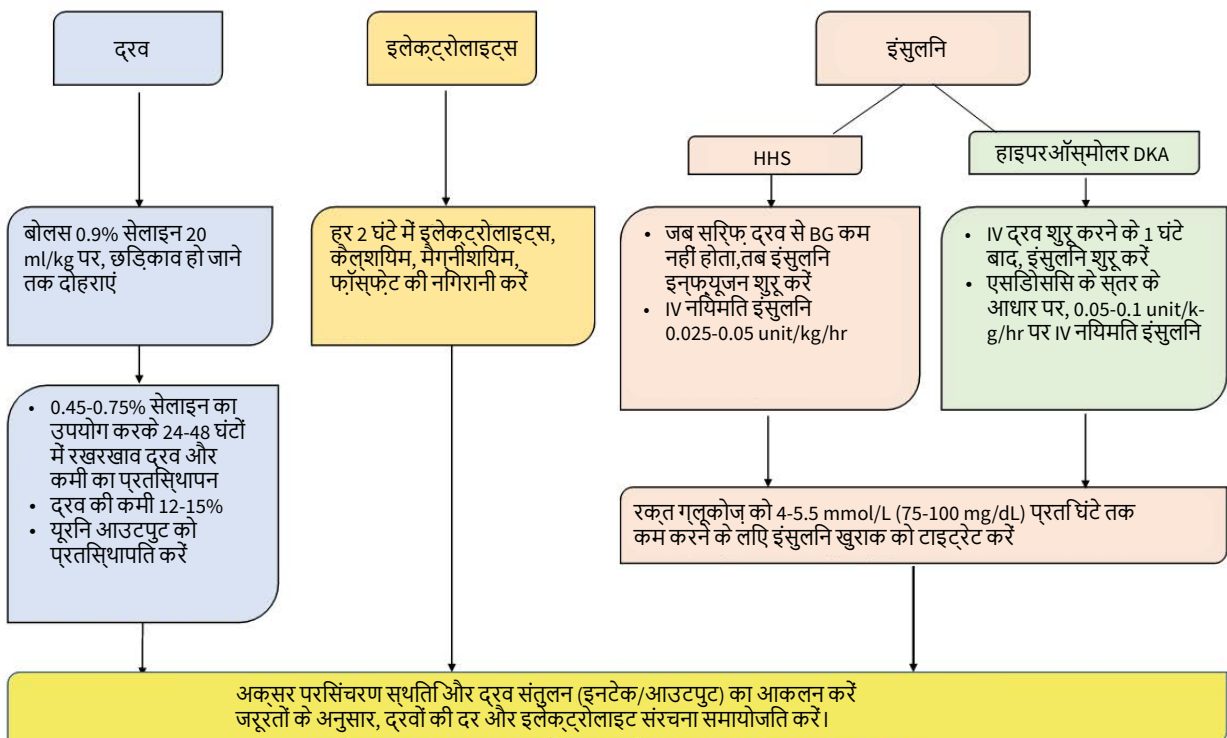 द्रव
इलेक्ट्रोलाइट्स
इंसुलिन
HHS
हाइपरऑस्मोलर DKA
बोलस 0.9% सेलाइन 20
ml/kg पर, छिड़काव हो जाने
तक दोहराएं
हर 2 घंटे में इलेक्ट्रोलाइट्स,
कैल्शियम, मैग्नीशियम,
फ़ॉस्फ़ेट की निगरानी करें
• जब सिर्फ़ द्रव से BG कम
नहीं होता,तब इंसुलिन
इन्फ्यूजन शुरू करें
• IV नियमित इंसुलिन
0.025-0.05 unit/kg/hr
• IV द्रव शुरू करने के 1 घंटे
बाद, इंसुलिन शुरू करें
• एसिडोसिस के स्तर के
आधार पर, 0.05-0.1 unit/k-
g/hr पर IV नियमित इंसुलिन
• 0.45-0.75% सेलाइन का
उपयोग करके 24-48 घंटों
में रखरखाव द्रव और
कमी का प्रतिस्थापन
• द्रव की कमी 12-15%
• यूरिन आउटपुट को
प्रतिस्थापित करें
रक्त ग्लूकोज़ को 4-5.5 mmol/L (75-100 mg/dL) प्रति घंटे तक
कम करने के लिए इंसुलिन खुराक को टाइट्रेट करें
अक्सर परिसंचरण स्थिति और द्रव संतुलन (इनटेक/आउटपुट) का आकलन करें
जरूरतों के अनुसार, द्रवों की दर और इलेक्ट्रोलाइट संरचना समायोजित करें।